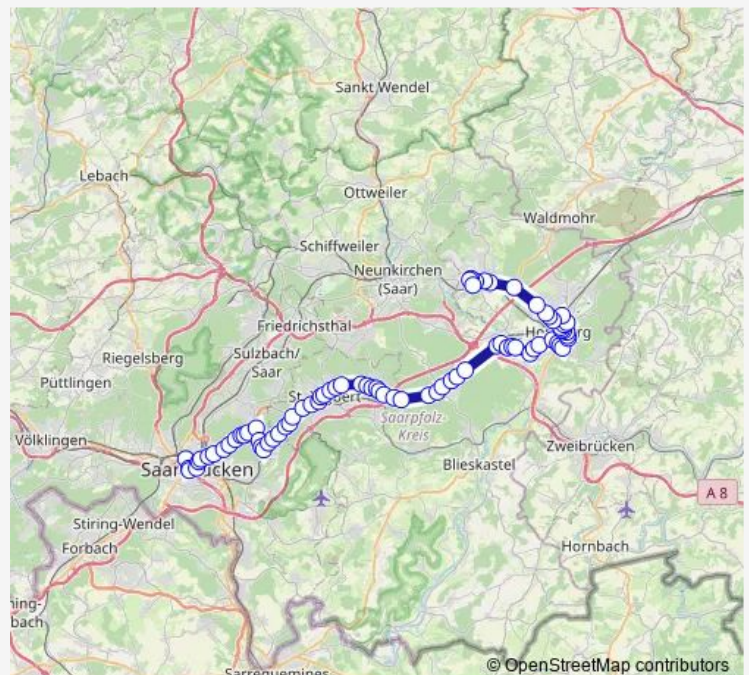 Sankt Wendel
Lebach
Ottweiler
Waldmohr
Schiffweiler
Neunkirchen
(Saar)
Friedrichsthal
Riegelsberg
Sulzbach/
Saar
Püttlingen
Saarpfalz-
Kreis
Völklingen
Zweibrücken
Blieskastel
A 8
Stiring-Wendel
Forbach
Hornbach
Sarreguemines
© OpenStreetMap contributors